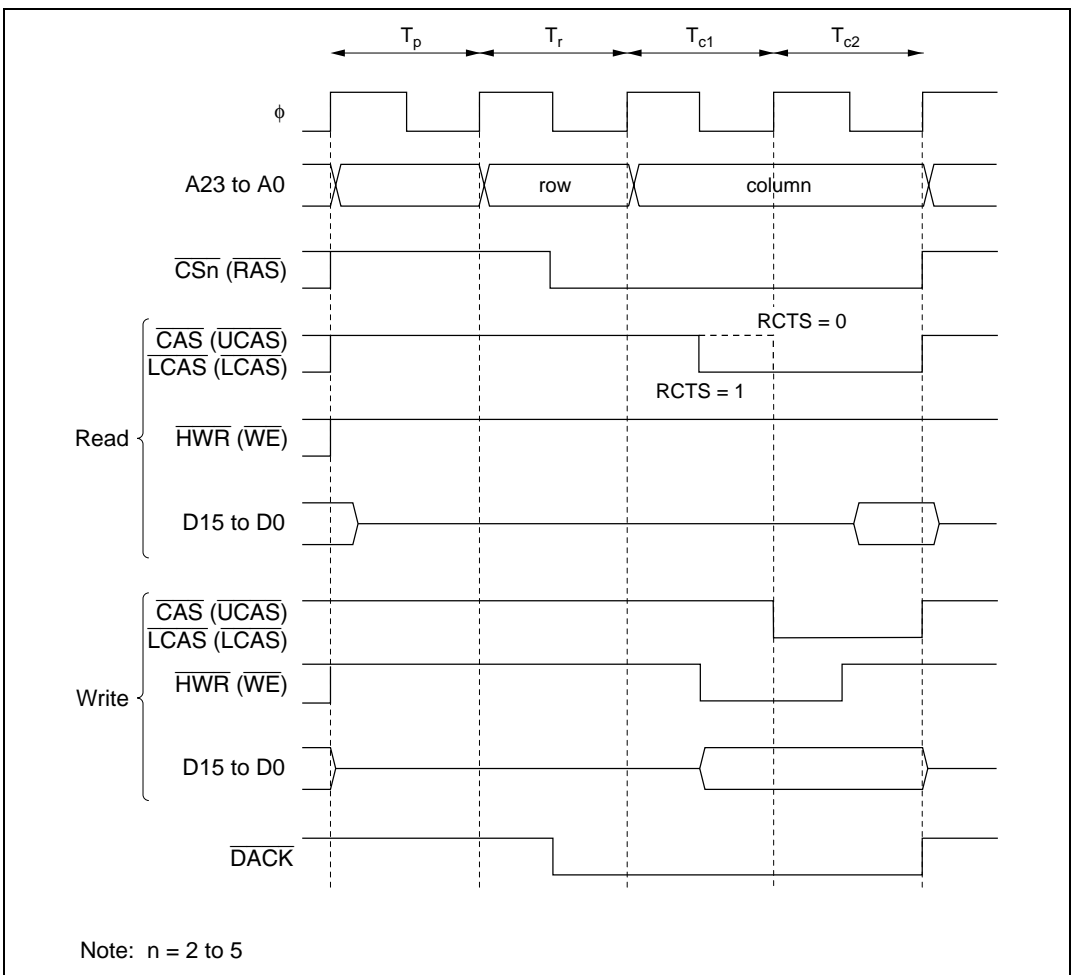 Tp Tr Tc1 Tc2
ϕ
A23 to A0 row column
CSn (RAS)
RCTS = 0
CAS (UCAS)
LCAS (LCAS)
RCTS = 1
Read HWR (WE)
D15 to D0
CAS (UCAS)
LCAS (LCAS)
Write HWR (WE)
D15 to D0
DACK
Note: n = 2 to 5